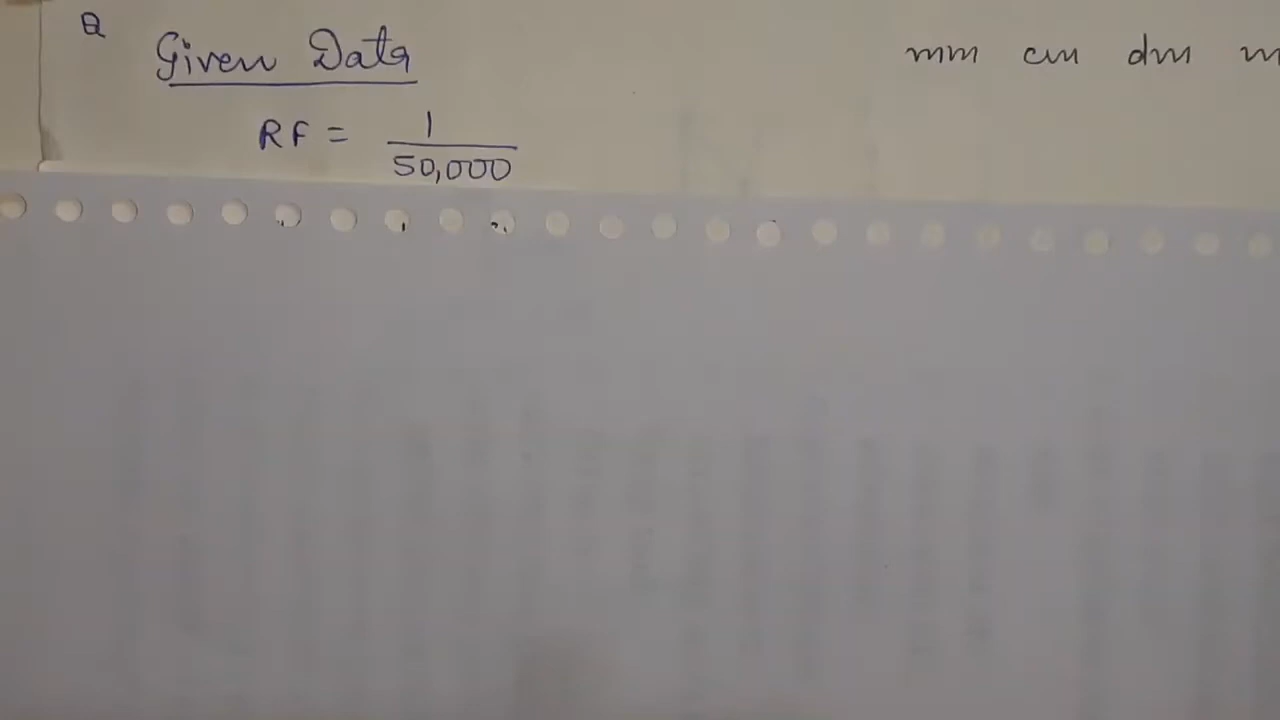 Q
Given Data
mm cm dm
RF = 1/50,000